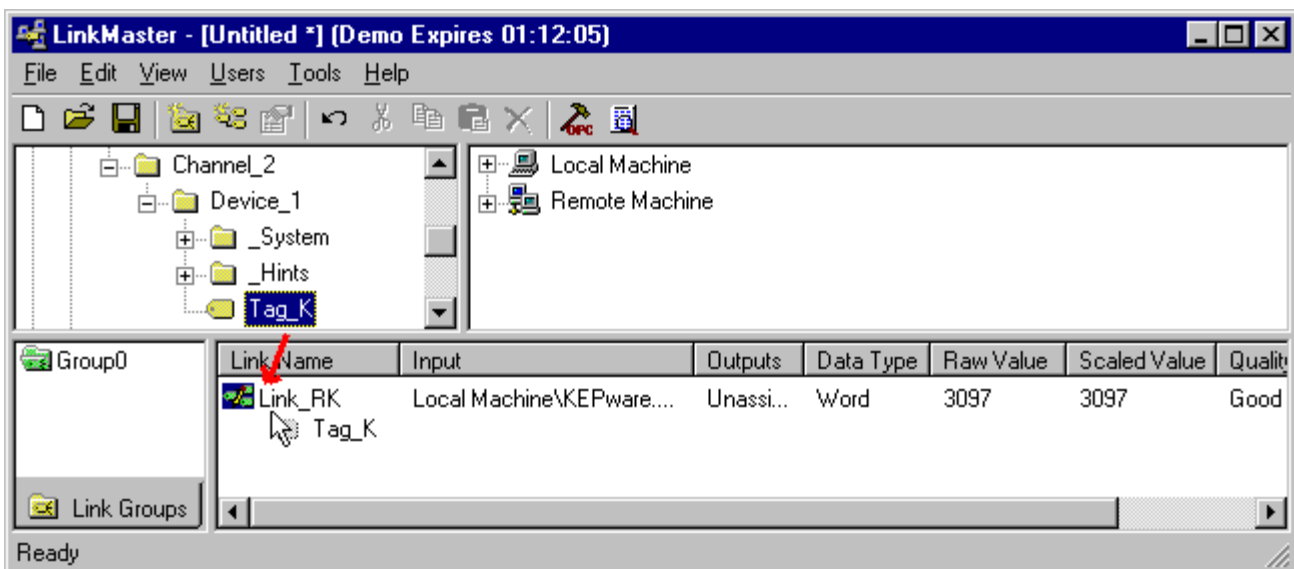 LinkMaster - [Untitled *] (Demo Expires 01:12:05)
File Edit View Users Tools Help
OPC
Channel_2
Device_1
_System
_Hints
Tag_K
Local Machine
Remote Machine
Group0
Link Groups
Link Name Input Outputs Data Type Raw Value Scaled Value Quality
Link_RK Local Machine\KEPware.... Unassi... Word 3097 3097 Good
Tag_K
Ready